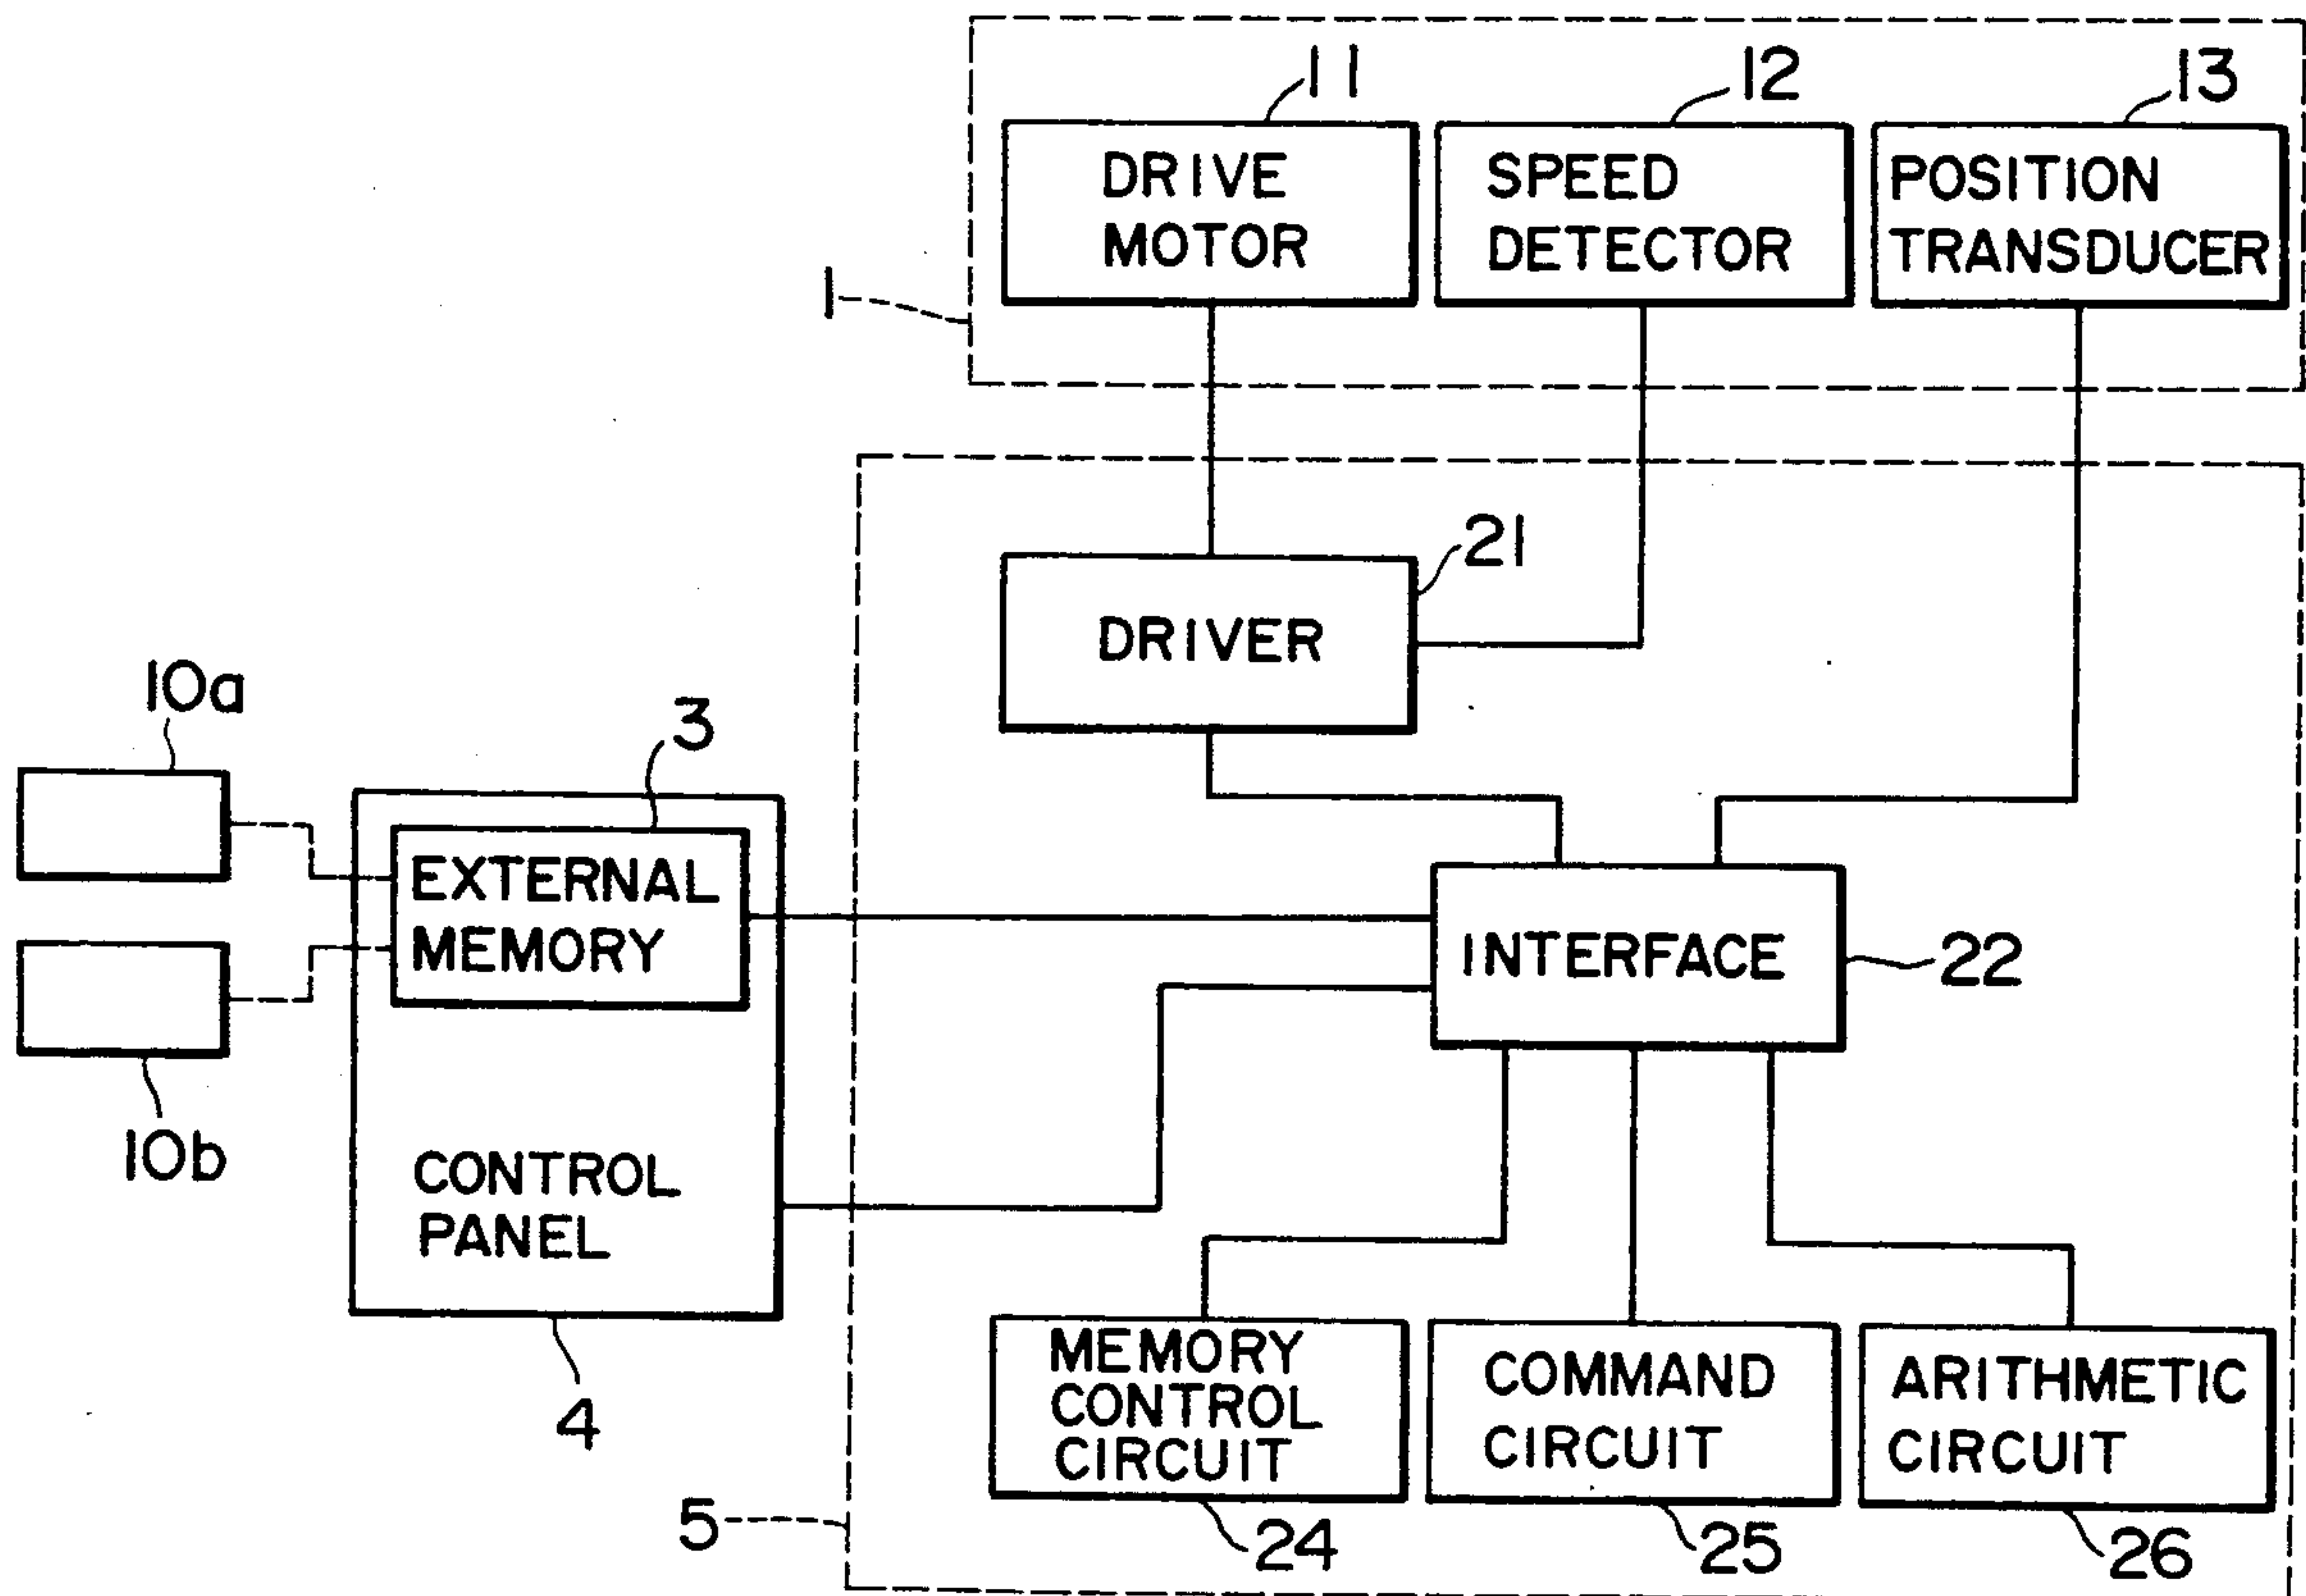 11
12
13
DRIVE
MOTOR
SPEED
DETECTOR
POSITION
TRANSDUCER
1
21
DRIVER
10a
3
EXTERNAL
MEMORY
INTERFACE
22
10b
CONTROL
PANEL
4
MEMORY
CONTROL
CIRCUIT
COMMAND
CIRCUIT
ARITHMETIC
CIRCUIT
5
24
25
26